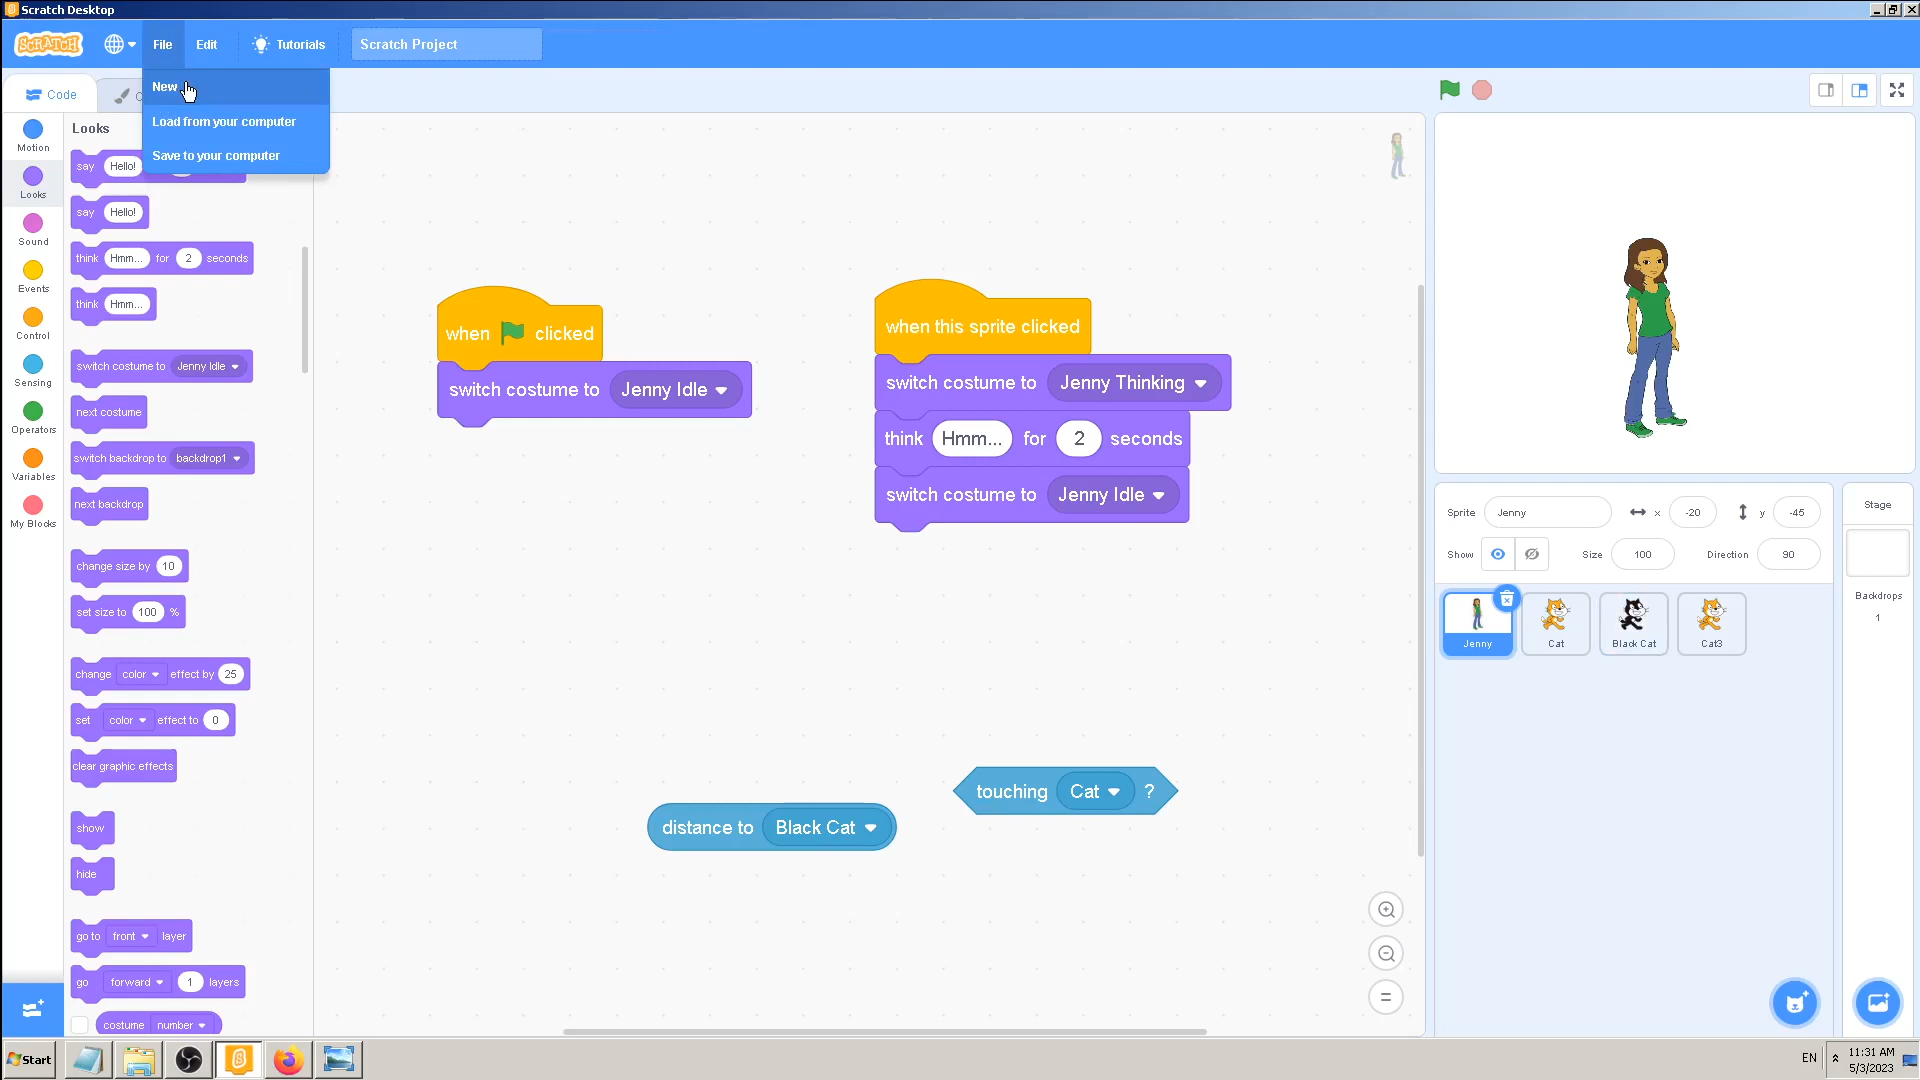 Scratch Desktop
SCRATCH
File
Edit
Tutorials
Scratch Project
New
Load from your computer
Save to your computer
Code
Motion
Looks
Sound
Events
Control
Sensing
Operators
Variables
My Blocks
Looks
say Hello!
say Hello!
think Hmm... for 2 seconds
think Hmm...
switch costume to Jenny Idle
next costume
switch backdrop to backdrop1
next backdrop
change size by 10
set size to 100 %
change color effect by 25
set color effect to 0
clear graphic effects
show
hide
go to front layer
go forward 1 layers
costume number
when clicked
switch costume to Jenny Idle
when this sprite clicked
switch costume to Jenny Thinking
think Hmm... for 2 seconds
switch costume to Jenny Idle
distance to Black Cat
touching Cat ?
Sprite Jenny x -20 y -45
Show Size 100 Direction 90
Jenny
Cat
Black Cat
Cat3
Stage
Backdrops
1
Start
EN
11:31 AM
5/3/2023